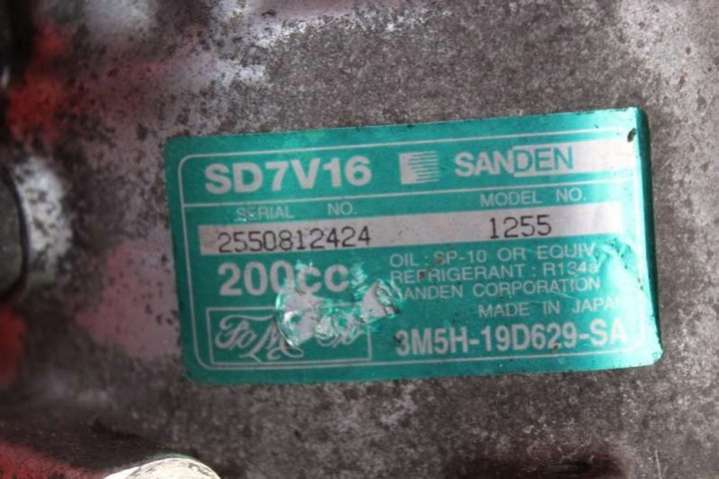 SD7V16 SANDEN
SERIAL NO. MODEL NO.
2550812424 1255
OIL : SP-10 OR EQUIV
200cc REFRIGERANT : R134a
SANDEN CORPORATION
MADE IN JAPAN
3M5H-19D629-SA